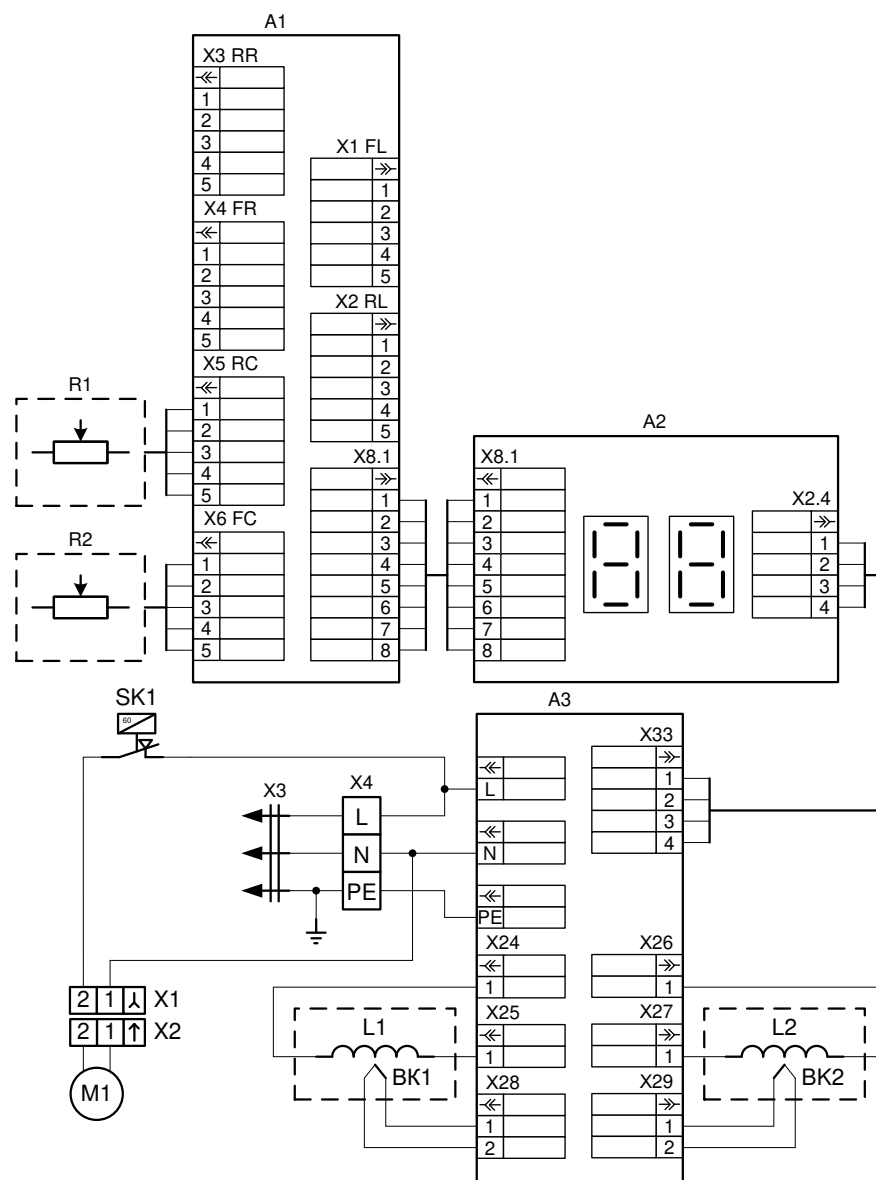 A1
X3 RR
1
2
3
4
5
X1 FL
1
2
3
4
5
X4 FR
1
2
3
4
5
X2 RL
1
2
3
4
5
R1
X5 RC
1
2
3
4
5
R2
X6 FC
1
2
3
4
5
X8.1
1
2
3
4
5
6
7
8
A2
X8.1
1
2
3
4
5
6
7
8
X2.4
1
2
3
4
SK1
60
X3
X4
L
N
PE
A3
L
N
PE
X33
1
2
3
4
X24
1
X26
1
X25
1
X27
1
X28
1
2
X29
1
2
L1
BK1
L2
BK2
2 1 X1
2 1 X2
M1